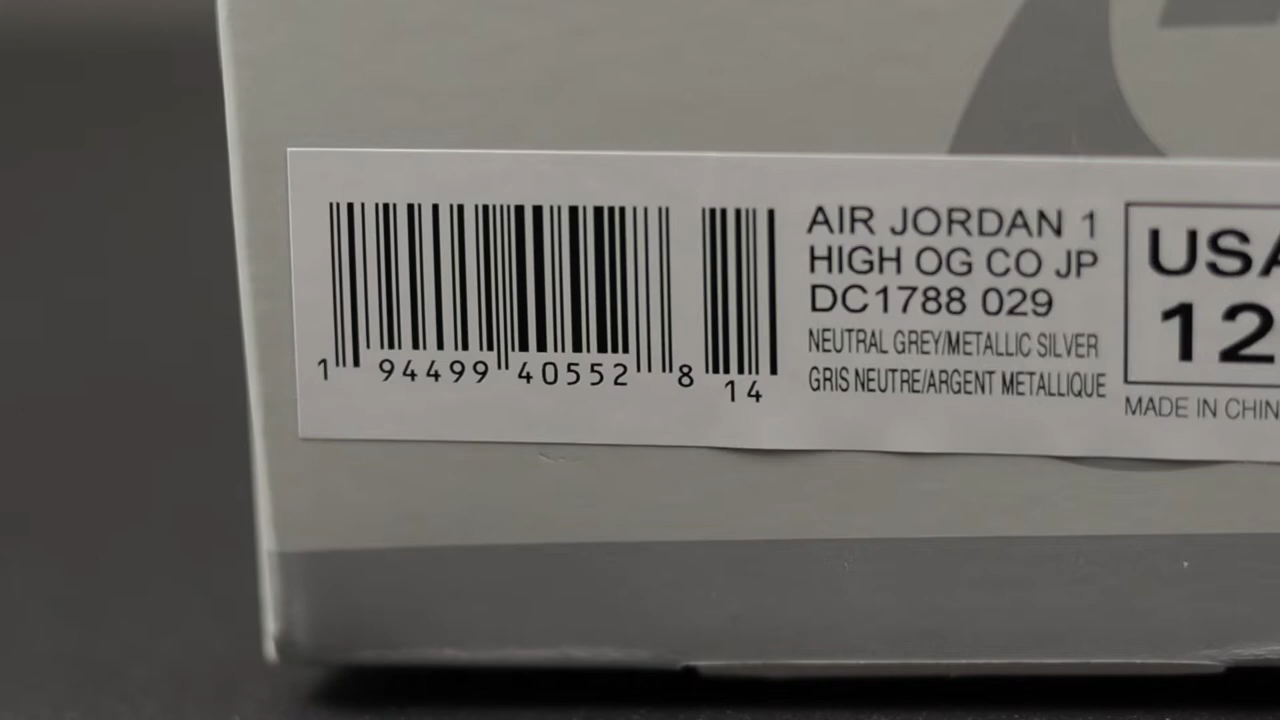 1 94499 40552 8
14
AIR JORDAN 1
HIGH OG CO JP
DC1788 029
NEUTRAL GREY/METALLIC SILVER
GRIS NEUTRE/ARGENT METALLIQUE
USA
12
MADE IN CHIN